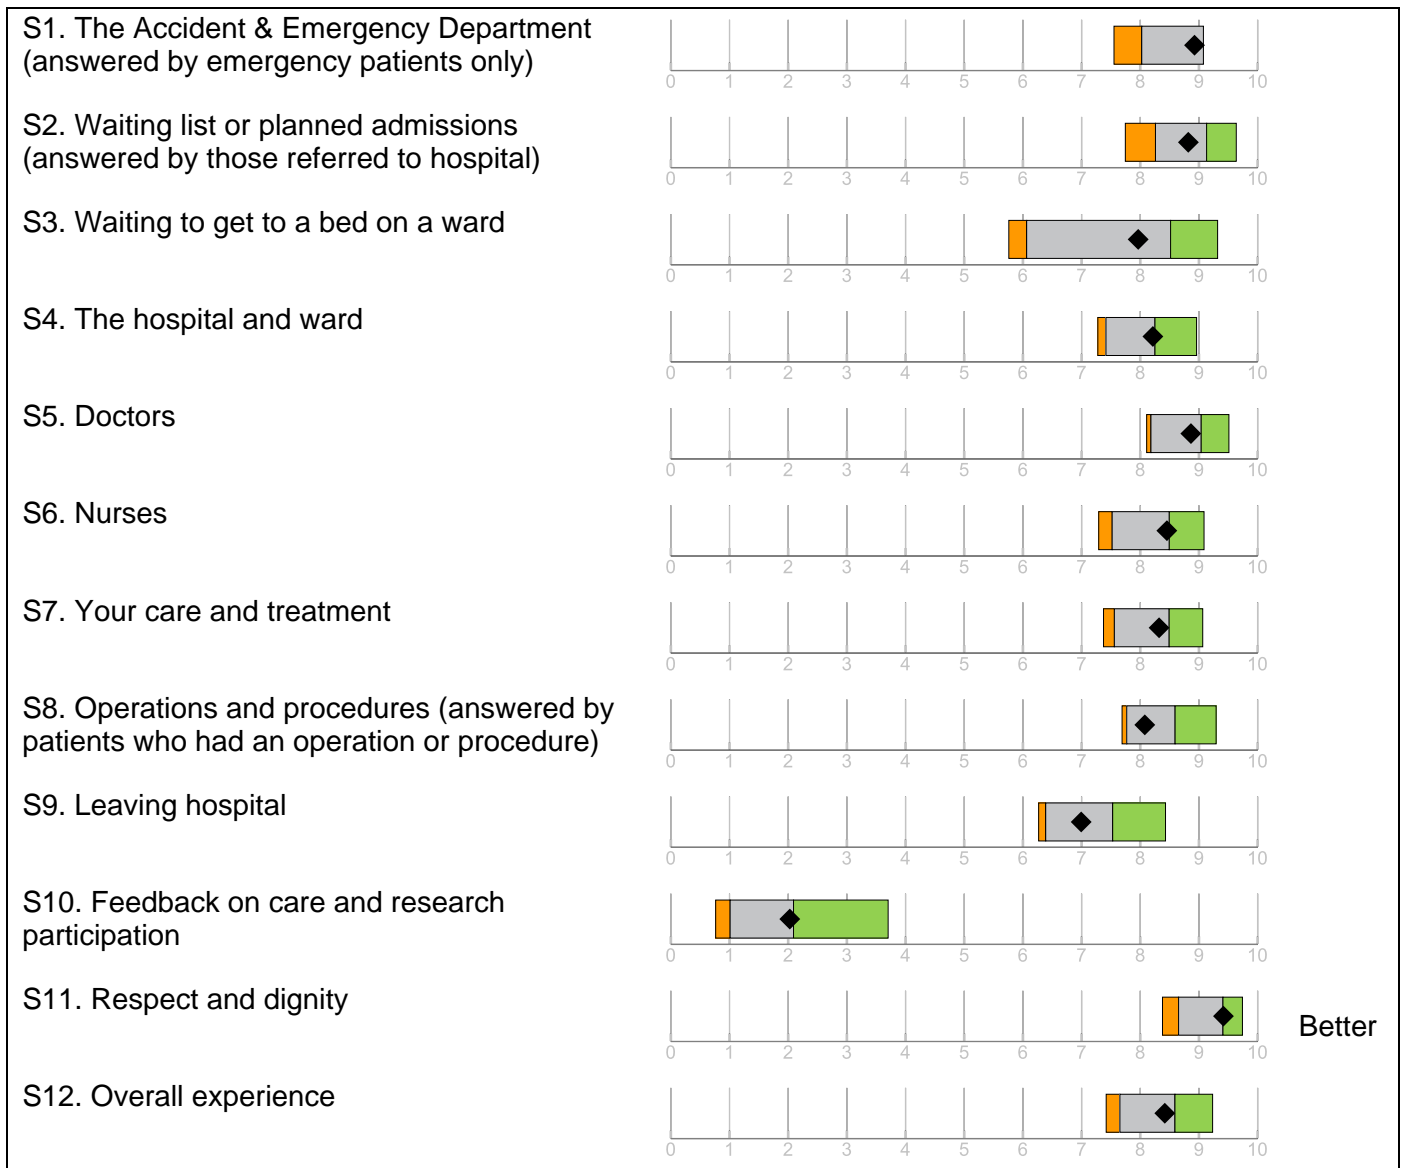 S1. The Accident & Emergency Department
(answered by emergency patients only)
0 1 2 3 4 5 6 7 8 9 10
S2. Waiting list or planned admissions
(answered by those referred to hospital)
0 1 2 3 4 5 6 7 8 9 10
S3. Waiting to get to a bed on a ward
0 1 2 3 4 5 6 7 8 9 10
S4. The hospital and ward
0 1 2 3 4 5 6 7 8 9 10
S5. Doctors
0 1 2 3 4 5 6 7 8 9 10
S6. Nurses
0 1 2 3 4 5 6 7 8 9 10
S7. Your care and treatment
0 1 2 3 4 5 6 7 8 9 10
S8. Operations and procedures (answered by
patients who had an operation or procedure)
0 1 2 3 4 5 6 7 8 9 10
S9. Leaving hospital
0 1 2 3 4 5 6 7 8 9 10
S10. Feedback on care and research
participation
0 1 2 3 4 5 6 7 8 9 10
S11. Respect and dignity
Better
0 1 2 3 4 5 6 7 8 9 10
S12. Overall experience
0 1 2 3 4 5 6 7 8 9 10